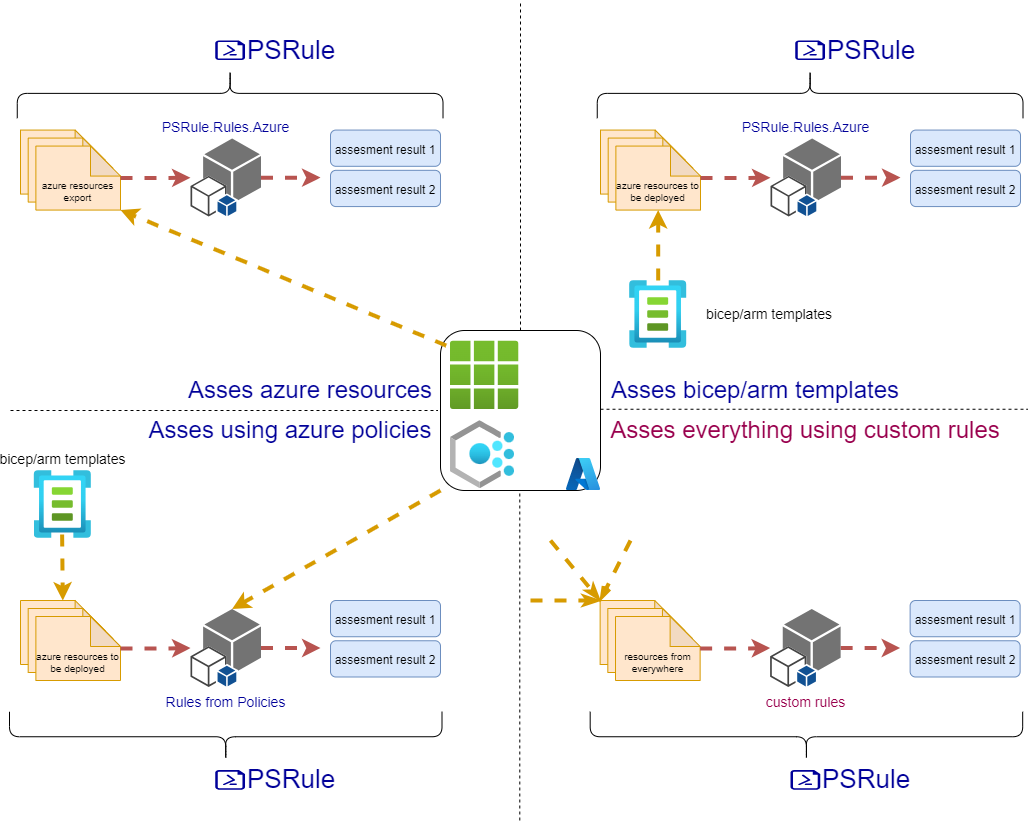 PSRule
PSRule.Rules.Azure
azure resources
export
assesment result 1
assesment result 2
Asses azure resources
PSRule
PSRule.Rules.Azure
azure resources to
be deployed
assesment result 1
assesment result 2
bicep/arm templates
Asses bicep/arm templates
Asses using azure policies
bicep/arm templates
azure resources to
be deployed
assesment result 1
assesment result 2
Rules from Policies
PSRule
Asses everything using custom rules
resources from
everywhere
assesment result 1
assesment result 2
custom rules
PSRule